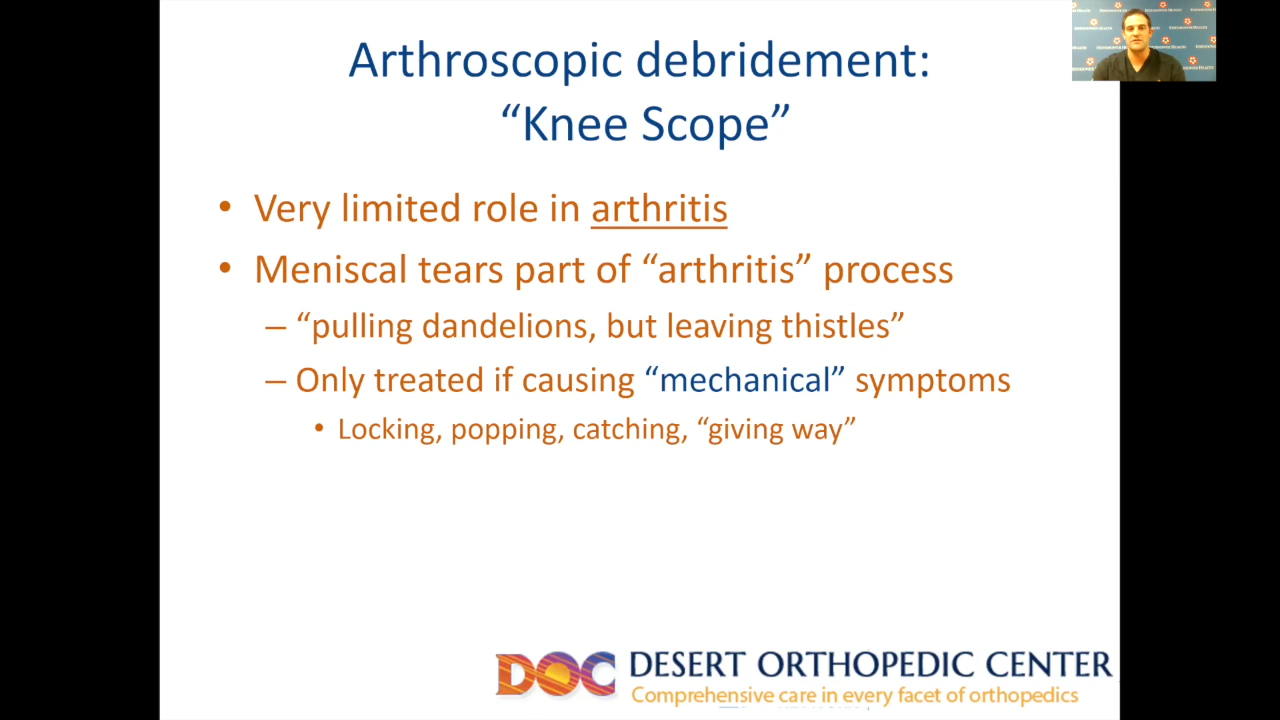 Arthroscopic debridement:
“Knee Scope”
• Very limited role in arthritis
• Meniscal tears part of “arthritis” process
– “pulling dandelions, but leaving thistles”
– Only treated if causing “mechanical” symptoms
• Locking, popping, catching, “giving way”
DOC DESERT ORTHOPEDIC CENTER
Comprehensive care in every facet of orthopedics